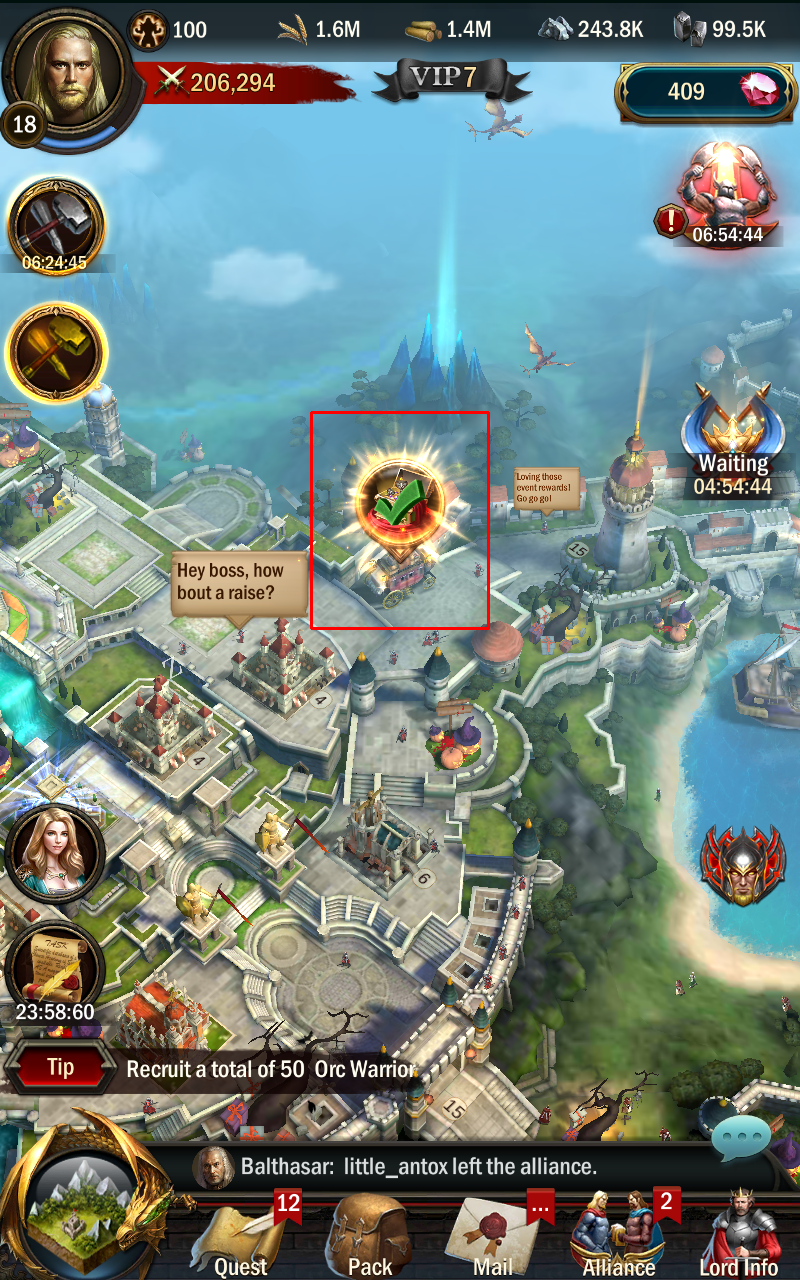 100
1.6M
1.4M
243.8K
99.5K
206,294
VIP7
409
18
06:24:45
06:54:44
Waiting
04:54:44
Loving those
event rewards!
Go go go!
15
Hey boss, how
bout a raise?
4
4
6
TASK
23:58:60
Tip
Recruit a total of 50 Orc Warrior.
15
Balthasar: little_antox left the alliance.
12
...
2
Quest
Pack
Mail
Alliance
Lord Info